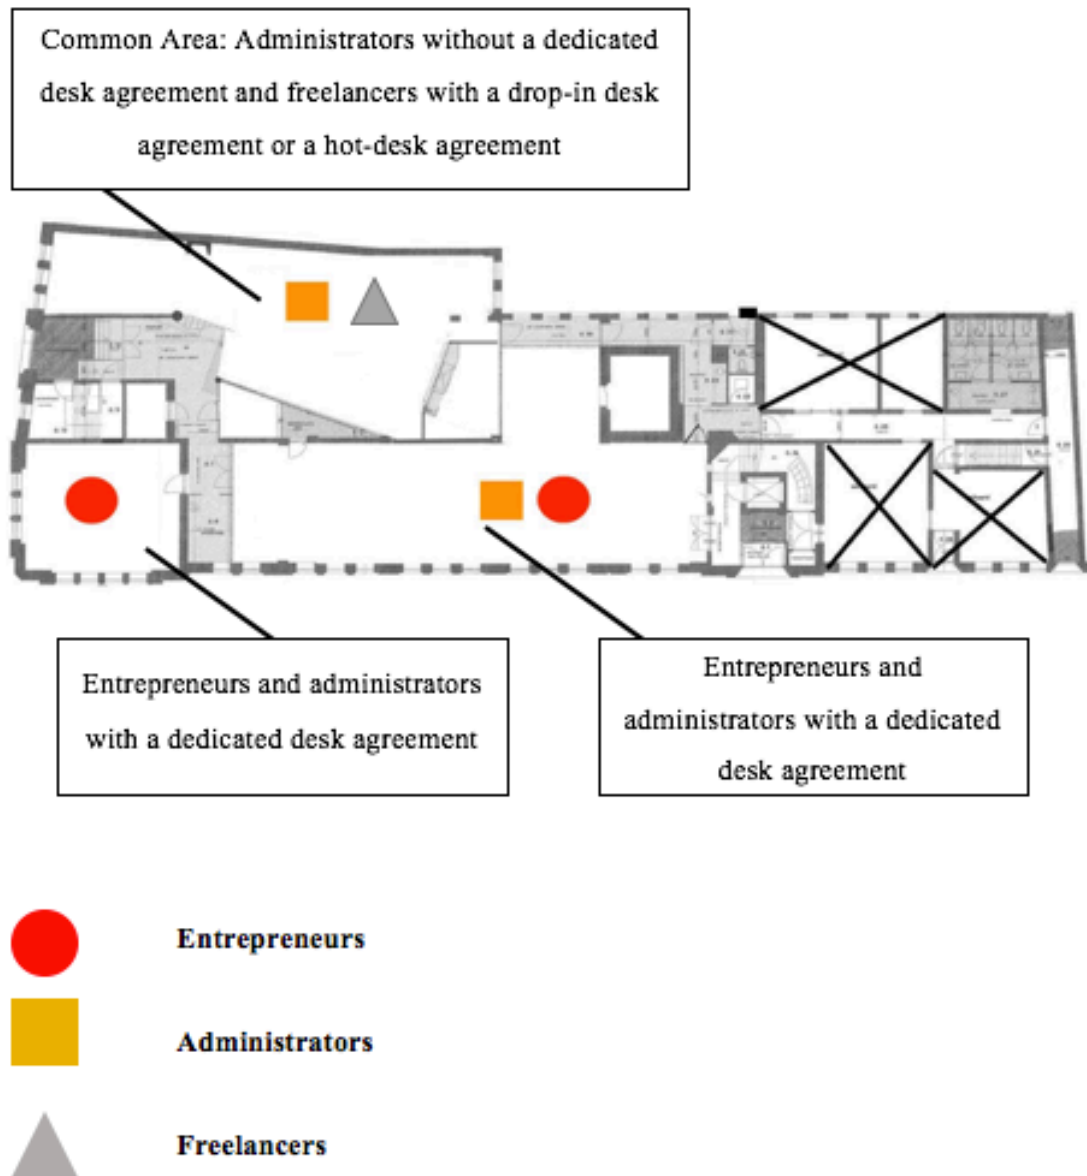 Common Area: Administrators without a dedicated
desk agreement and freelancers with a drop-in desk
agreement or a hot-desk agreement
Entrepreneurs and administrators
with a dedicated desk agreement
Entrepreneurs and
administrators with a dedicated
desk agreement
Entrepreneurs
Administrators
Freelancers